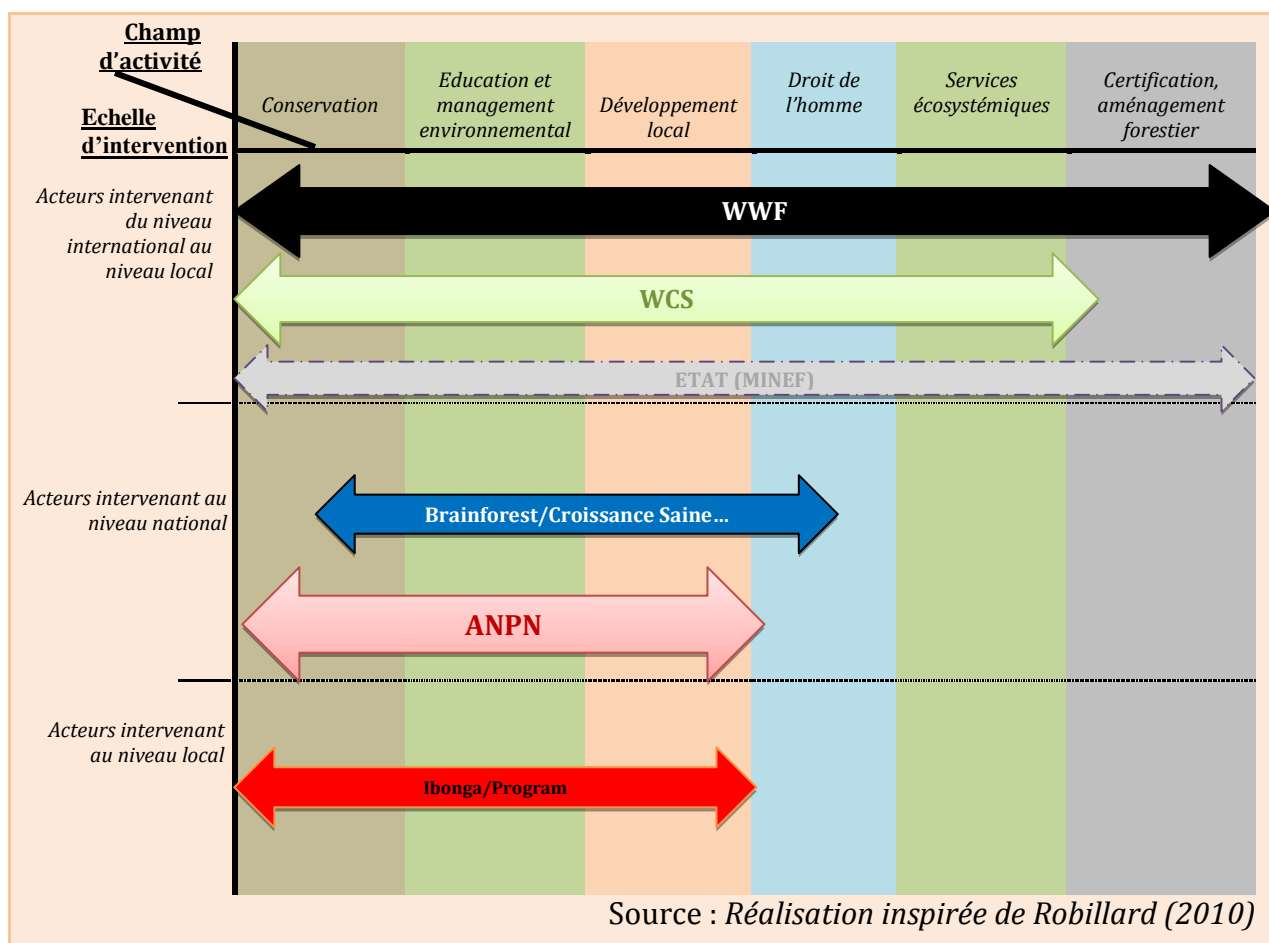 Champ
d'activité
Echelle
d'intervention
Conservation
Education et
management
environnemental
Développement
local
Droit de
l'homme
Services
écosystémiques
Certification,
aménagement
forestier
Acteurs intervenant
du niveau
international au
niveau local
WWF
WCS
ETAT (MINEF)
Acteurs intervenant au
niveau national
Brainforest/Croissance Saine…
ANPN
Acteurs intervenant
au niveau local
Ibonga/Program
Source : Réalisation inspirée de Robillard (2010)